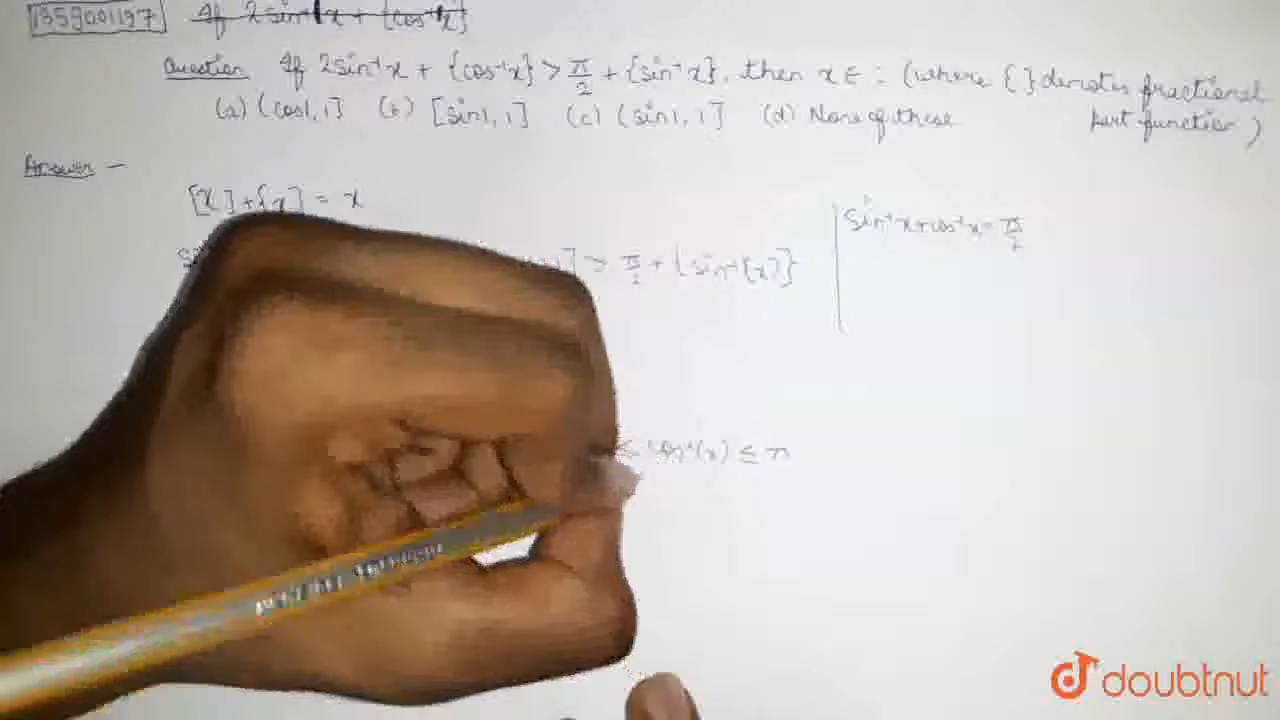 1359001197 If 2sin⁻¹x + [cos⁻¹x]
Question If 2sin⁻¹x + {cos⁻¹x} > π/2 + {sin⁻¹x}, then x ∈ : (where { } denotes fractional
(a) (cos1, 1] (b) [sin1, 1] (c) (sin1, 1] (d) None of these part function)
Answer -
[x] + {x} = x
sin⁻¹x + cos⁻¹x = π/2
] > π/2 + {sin⁻¹[x]}
(x) ≤ π
doubtnut